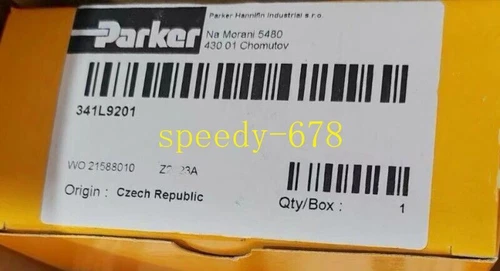 Parker Hannifin Industrial s.r.o.
Parker
Na Morani 5480
430 01 Chomutov
341L9201
speedy-678
WO 21588010
Origin : Czech Republic
Qty/Box : 1